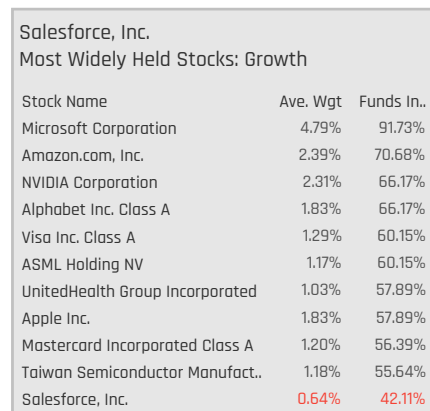 Salesforce, Inc.
Most Widely Held Stocks: Growth
Stock Name Ave. Wgt Funds In..
Microsoft Corporation 4.79% 91.73%
Amazon.com, Inc. 2.39% 70.68%
NVIDIA Corporation 2.31% 66.17%
Alphabet Inc. Class A 1.83% 66.17%
Visa Inc. Class A 1.29% 60.15%
ASML Holding NV 1.17% 60.15%
UnitedHealth Group Incorporated 1.03% 57.89%
Apple Inc. 1.83% 57.89%
Mastercard Incorporated Class A 1.20% 56.39%
Taiwan Semiconductor Manufact.. 1.18% 55.64%
Salesforce, Inc. 0.64% 42.11%